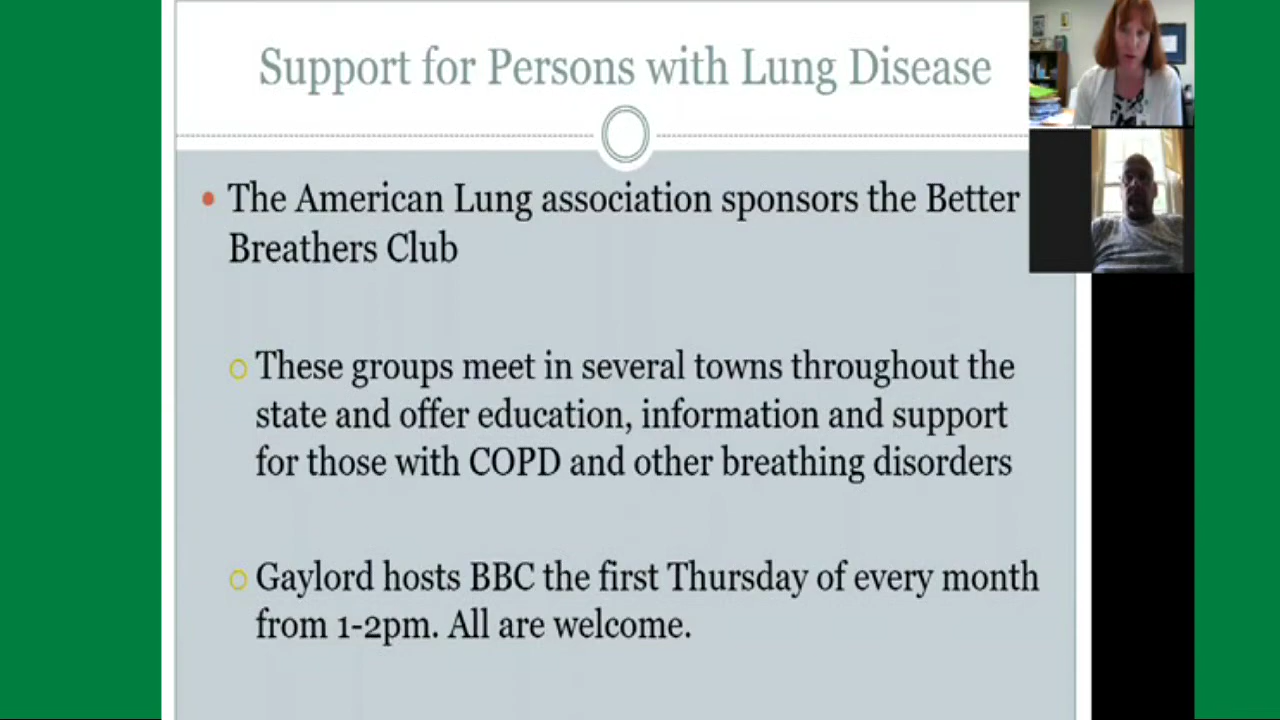 Support for Persons with Lung Disease
The American Lung association sponsors the Better
Breathers Club
These groups meet in several towns throughout the
state and offer education, information and support
for those with COPD and other breathing disorders
Gaylord hosts BBC the first Thursday of every month
from 1-2pm. All are welcome.